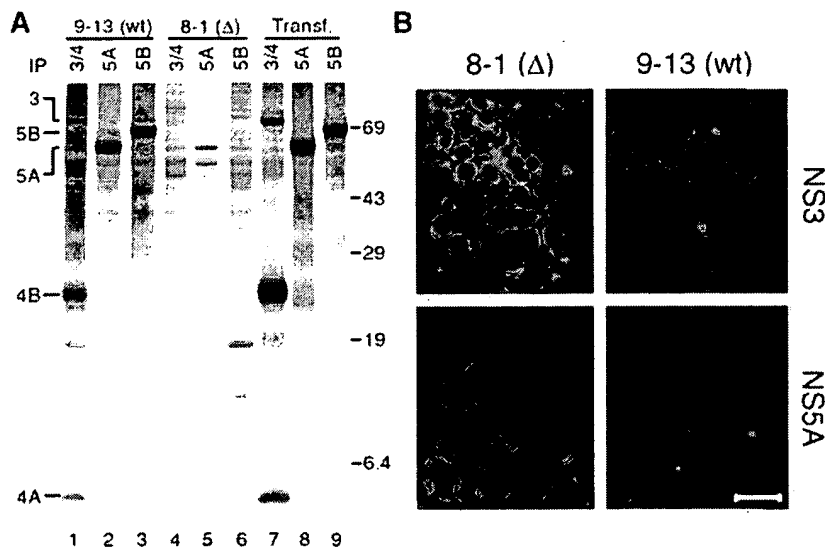 A
9-13 (wt)
8-1 (Δ)
Transf.
IP
3/4
5A
5B
3/4
5A
5B
3/4
5A
5B
3
5B
5A
4B
4A
-69
-43
-29
-19
-6.4
1 2 3 4 5 6 7 8 9
B
8-1 (Δ)
9-13 (wt)
NS3
NS5A